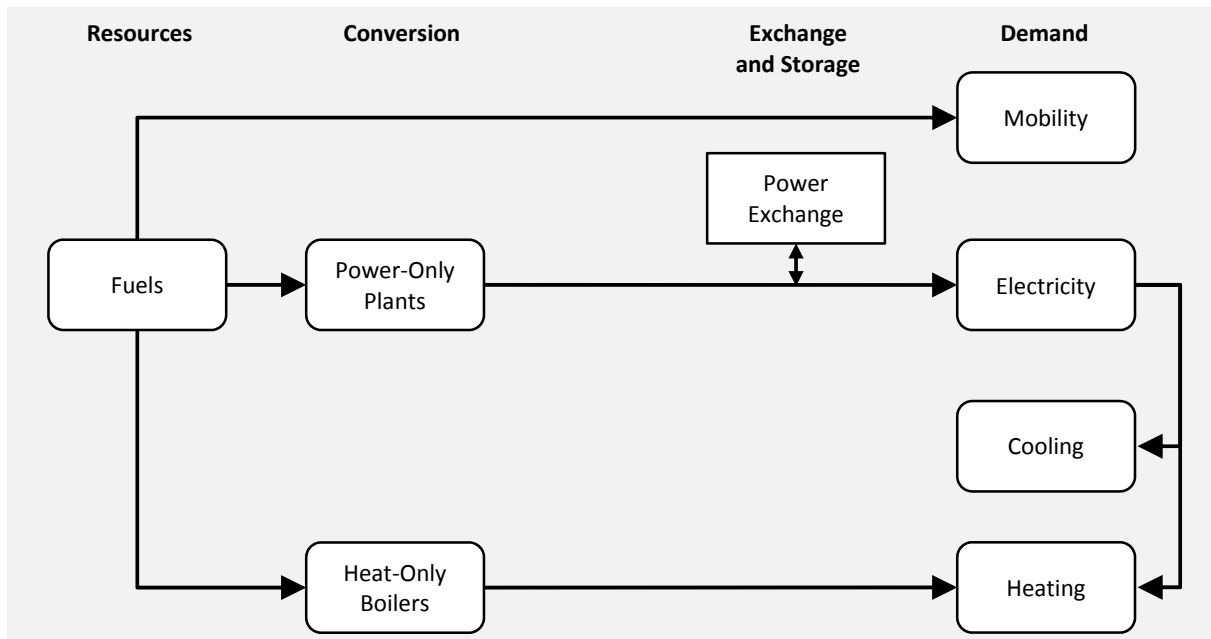 Resources
Conversion
Exchange
and Storage
Demand
Mobility
Power
Exchange
Fuels
Power-Only
Plants
Electricity
Cooling
Heat-Only
Boilers
Heating